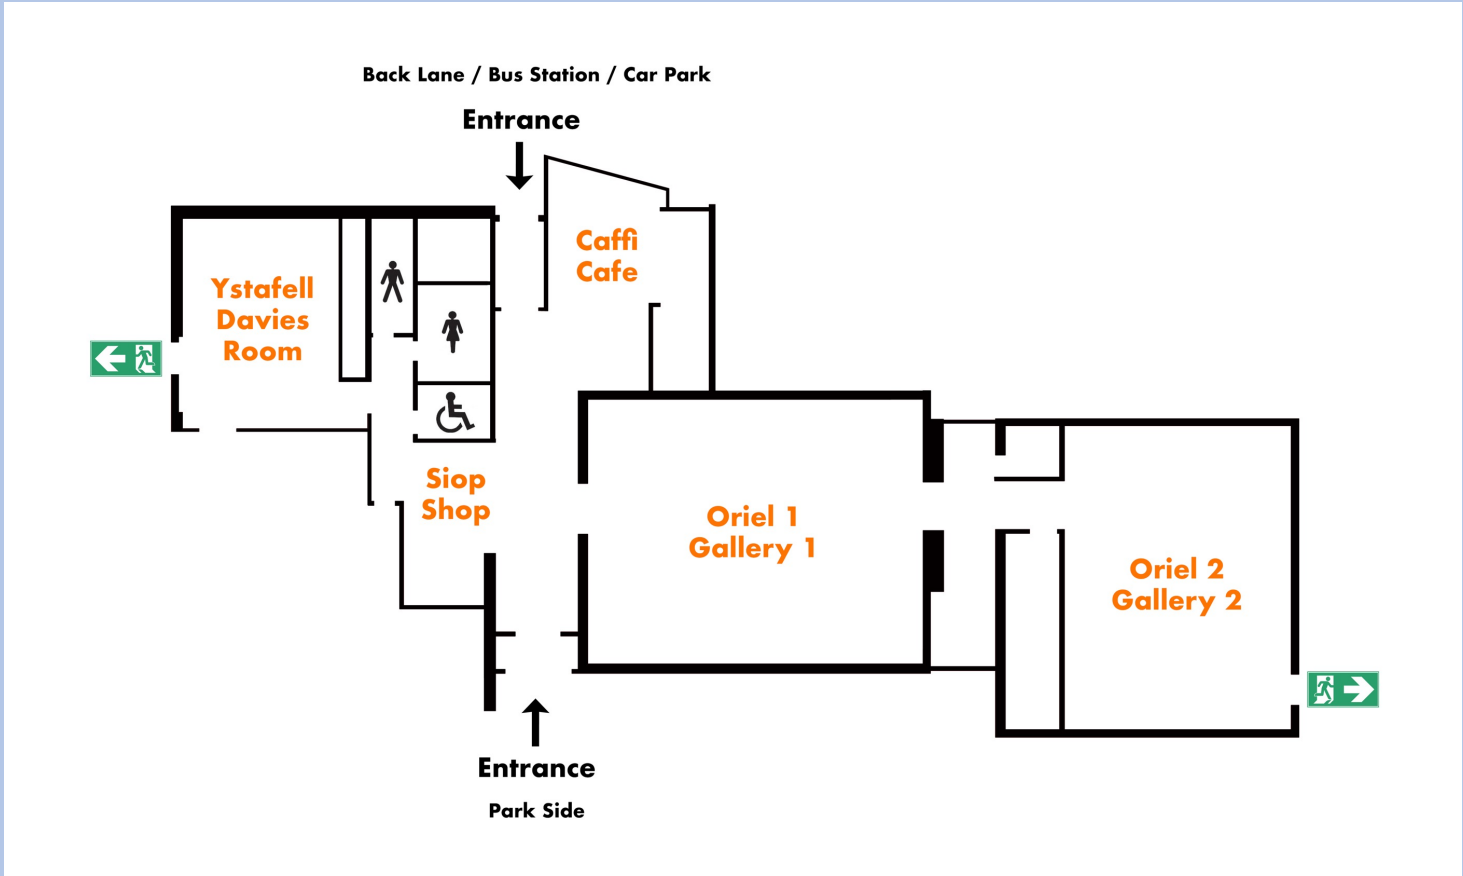 Back Lane / Bus Station / Car Park
Entrance
Caffi
Cafe
Ystafell
Davies
Room
Siop
Shop
Oriel 1
Gallery 1
Oriel 2
Gallery 2
Entrance
Park Side